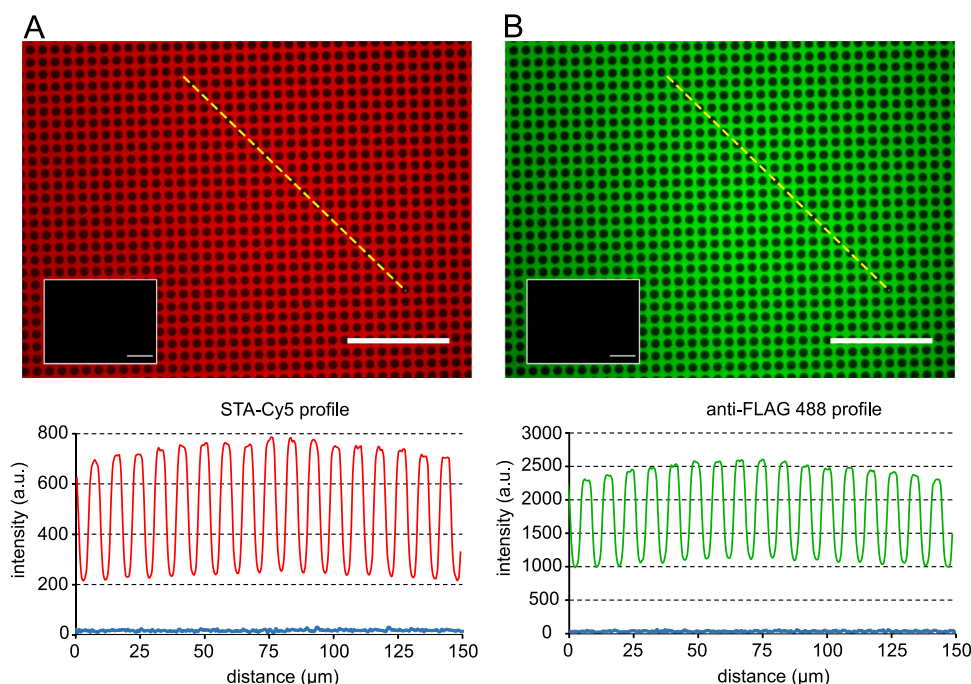 A
B
STA-Cy5 profile
800
600
400
200
0
intensity (a.u.)
0 25 50 75 100 125 150
distance (µm)
anti-FLAG 488 profile
3000
2500
2000
1500
1000
500
0
intensity (a.u.)
0 25 50 75 100 125 150
distance (µm)